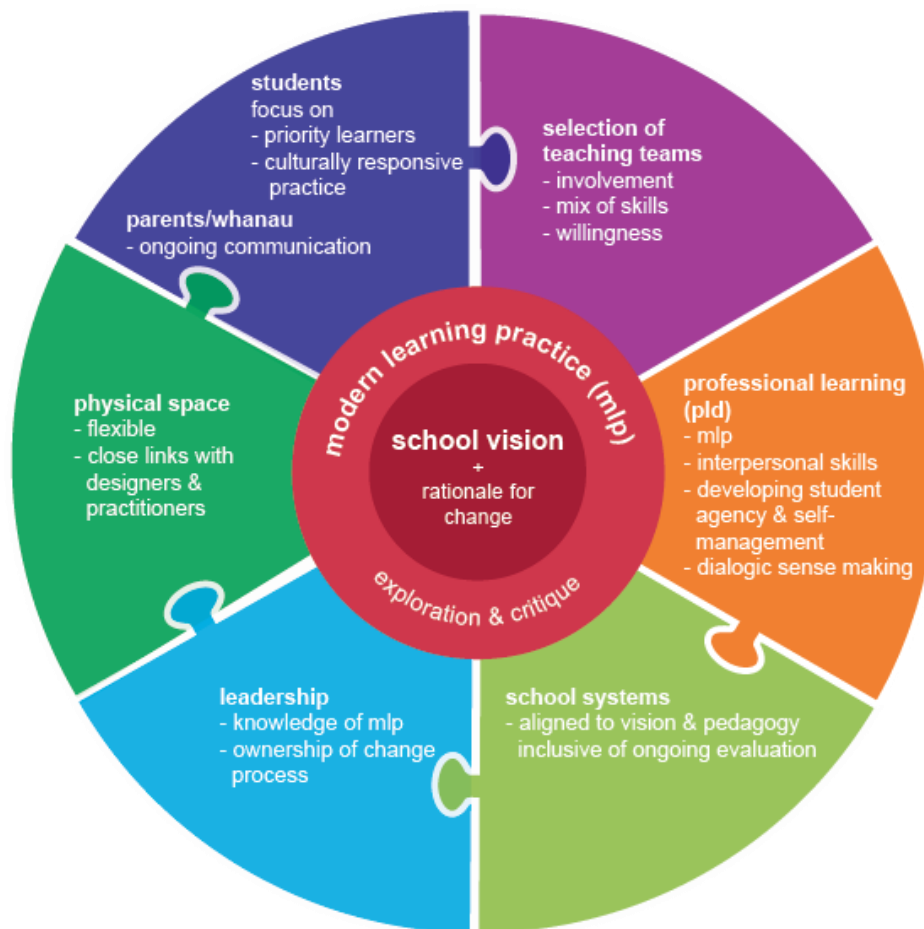 students
focus on
- priority learners
- culturally responsive
practice
parents/whanau
- ongoing communication
selection of
teaching teams
- involvement
- mix of skills
- willingness
professional learning
(pld)
- mlp
- interpersonal skills
- developing student
agency & self-
management
- dialogic sense making
school systems
- aligned to vision & pedagogy
inclusive of ongoing evaluation
leadership
- knowledge of mlp
- ownership of change
process
physical space
- flexible
- close links with
designers &
practitioners
modern learning practice (mlp)
school vision
+
rationale for
change
exploration & critique